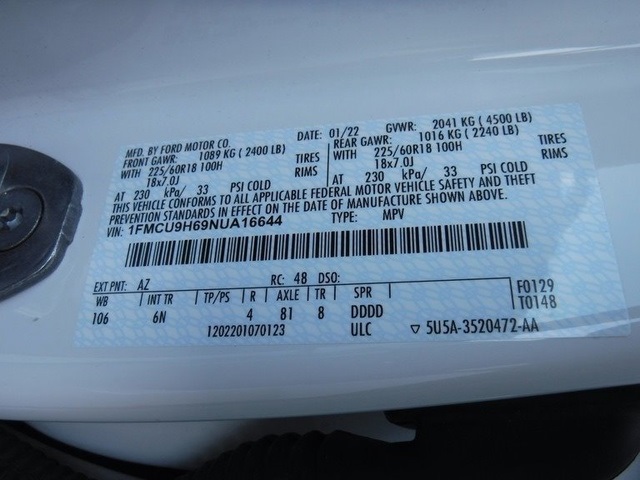 MFD. BY FORD MOTOR CO. 01/22 GVWR: 2041 KG ( 4500 LB)
FRONT GAWR: 1089 KG ( 2400 LB) REAR GAWR: 1016 KG ( 2240 LB)
WITH 225/60R18 100H TIRES WITH 225/60R18 100H TIRES
18x7.0J RIMS 18x7.0J RIMS
AT 230 kPa/ 33 PSI COLD AT 230 kPa/ 33 PSI COLD
THIS VEHICLE CONFORMS TO ALL APPLICABLE FEDERAL MOTOR VEHICLE SAFETY AND THEFT
PREVENTION STANDARDS IN EFFECT ON THE DATE OF MANUFACTURE SHOWN ABOVE.
VIN: 1FMCU9H69NUA16644 TYPE: MPV
EXT PNT: AZ RC: 48 DSO:
WB INT TR TP/PS R AXLE TR SPR F0129
106 6N 4 81 8 DDDD T0148
1202201070123 ULC ▽ 5U5A-3520472-AA